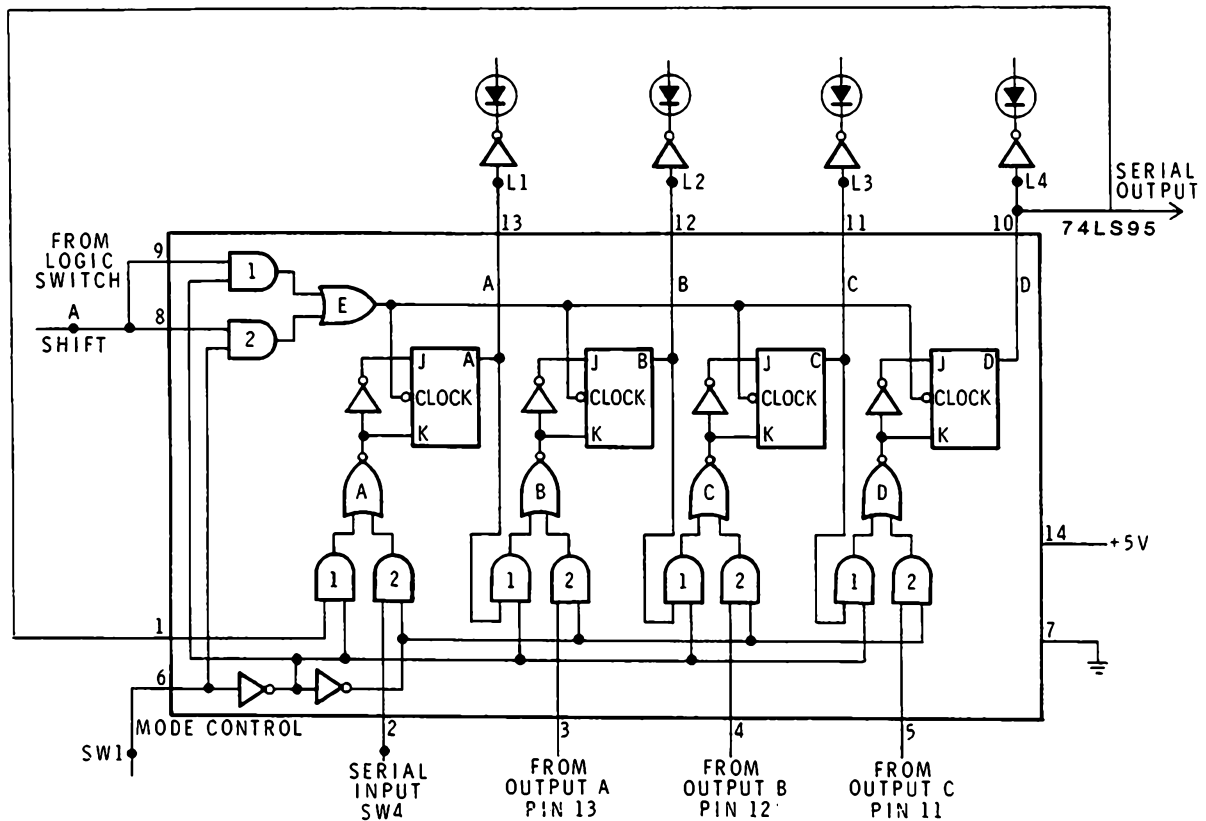 SERIAL
OUTPUT
L1
L2
L3
L4
13
12
11
10
74LS95
FROM
LOGIC
SWITCH
A
SHIFT
9
8
1
2
E
A
B
C
D
J A
CLOCK
K
J B
CLOCK
K
J C
CLOCK
K
J D
CLOCK
K
A
B
C
D
14
+5V
1
2
1
2
1
2
1
2
1
7
6
MODE CONTROL
SW1
2
3
4
5
SERIAL
INPUT
SW4
FROM
OUTPUT A
PIN 13
FROM
OUTPUT B
PIN 12
FROM
OUTPUT C
PIN 11